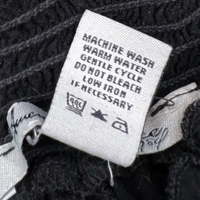 MACHINE WASH
WARM WATER
GENTLE CYCLE
DO NOT BLEACH
LOW IRON
IF NECESSARY